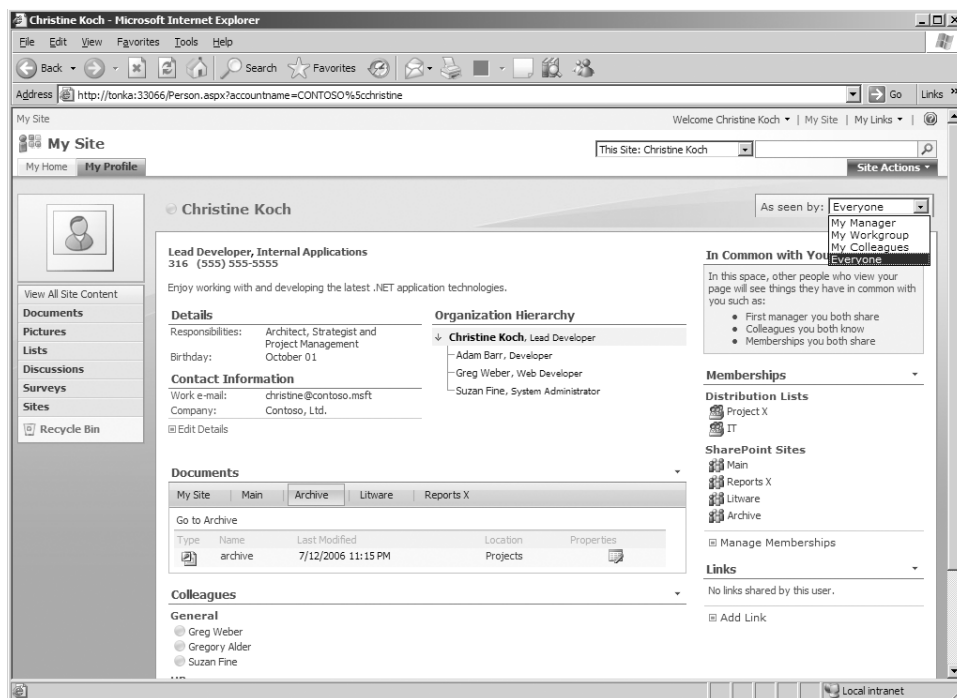 Christine Koch - Microsoft Internet Explorer
File Edit View Favorites Tools Help
Back Search Favorites
Address http://tonka:33066/Person.aspx?accountname=CONTOSO%5cchristine Go Links »
My Site Welcome Christine Koch | My Site | My Links |
My Site This Site: Christine Koch
My Home My Profile Site Actions
Christine Koch As seen by: Everyone
My Manager
My Workgroup
My Colleagues
Everyone
Lead Developer, Internal Applications
316 (555) 555-5555
Enjoy working with and developing the latest .NET application technologies.
View All Site Content
Documents
Pictures
Lists
Discussions
Surveys
Sites
Recycle Bin
Details
Responsibilities: Architect, Strategist and
Project Management
Birthday: October 01
Contact Information
Work e-mail: christine@contoso.msft
Company: Contoso, Ltd.
Edit Details
Organization Hierarchy
Christine Koch, Lead Developer
Adam Barr, Developer
Greg Weber, Web Developer
Suzan Fine, System Administrator
Documents
My Site | Main | Archive | Litware | Reports X
Go to Archive
Type Name Last Modified Location Properties
archive 7/12/2006 11:15 PM Projects
Colleagues
General
Greg Weber
Gregory Alder
Suzan Fine
In Common with You
In this space, other people who view your
page will see things they have in common with
you such as:
• First manager you both share
• Colleagues you both know
• Memberships you both share
Memberships
Distribution Lists
Project X
IT
SharePoint Sites
Main
Reports X
Litware
Archive
Manage Memberships
Links
No links shared by this user.
Add Link
Local intranet